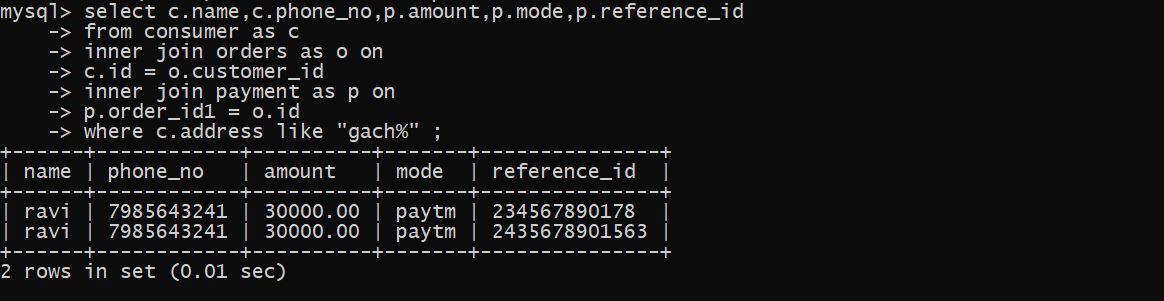 mysql> select c.name,c.phone_no,p.amount,p.mode,p.reference_id
    -> from consumer as c
    -> inner join orders as o on
    -> c.id = o.customer_id
    -> inner join payment as p on
    -> p.order_id1 = o.id
    -> where c.address like "gach%" ;
+------+------------+----------+-------+---------------+
| name | phone_no   | amount   | mode  | reference_id  |
+------+------------+----------+-------+---------------+
| ravi | 7985643241 | 30000.00 | paytm | 234567890178  |
| ravi | 7985643241 | 30000.00 | paytm | 2435678901563 |
+------+------------+----------+-------+---------------+
2 rows in set (0.01 sec)